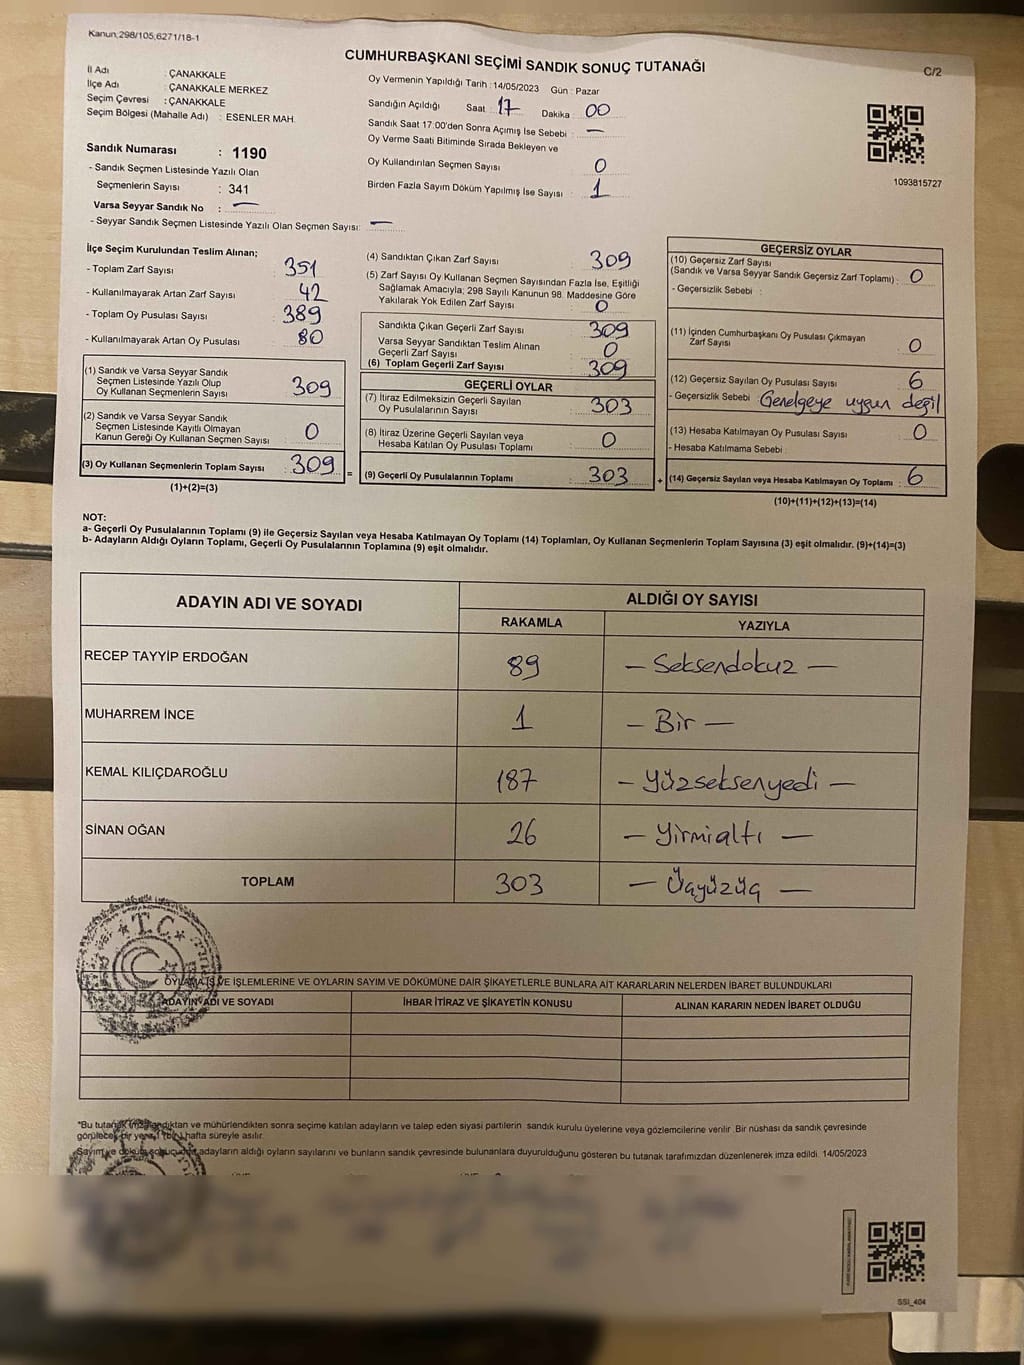 Kanun;298/105,6271/18-1
CUMHURBAŞKANI SEÇİMİ SANDIK SONUÇ TUTANAĞI
C/2
İl Adı : ÇANAKKALE
İlçe Adı : ÇANAKKALE MERKEZ
Seçim Çevresi : ÇANAKKALE
Seçim Bölgesi (Mahalle Adı) : ESENLER MAH.
Sandık Numarası : 1190
- Sandık Seçmen Listesinde Yazılı Olan
Seçmenlerin Sayısı : 341
Varsa Seyyar Sandık No : —
- Seyyar Sandık Seçmen Listesinde Yazılı Olan Seçmen Sayısı: —
Oy Vermenin Yapıldığı Tarih : 14/05/2023 Gün : Pazar
Sandığın Açıldığı Saat : 17 Dakika : 00
Sandık Saat 17:00'den Sonra Açımış İse Sebebi : —
Oy Verme Saati Bitiminde Sırada Bekleyen ve
Oy Kullandırılan Seçmen Sayısı : 0
Birden Fazla Sayım Döküm Yapılmış İse Sayısı : 1
1093815727
İlçe Seçim Kurulundan Teslim Alınan;
- Toplam Zarf Sayısı : 351
- Kullanılmayarak Artan Zarf Sayısı : 42
- Toplam Oy Pusulası Sayısı : 389
- Kullanılmayarak Artan Oy Pusulası : 80
(1) Sandık ve Varsa Seyyar Sandık
Seçmen Listesinde Yazılı Olup
Oy Kullanan Seçmenlerin Sayısı : 309
(2) Sandık ve Varsa Seyyar Sandık
Seçmen Listesinde Kayıtlı Olmayan
Kanun Gereği Oy Kullanan Seçmen Sayısı : 0
(3) Oy Kullanan Seçmenlerin Toplam Sayısı : 309
(1)+(2)=(3)
(4) Sandıktan Çıkan Zarf Sayısı : 309
(5) Zarf Sayısı Oy Kullanan Seçmen Sayısından Fazla İse, Eşitliği
Sağlamak Amacıyla; 298 Sayılı Kanunun 98. Maddesine Göre
Yakılarak Yok Edilen Zarf Sayısı : 0
Sandıkta Çıkan Geçerli Zarf Sayısı : 309
Varsa Seyyar Sandıktan Teslim Alınan
Geçerli Zarf Sayısı : 0
(6) Toplam Geçerli Zarf Sayısı : 309
GEÇERLİ OYLAR
(7) İtiraz Edilmeksizin Geçerli Sayılan
Oy Pusulalarının Sayısı : 303
(8) İtiraz Üzerine Geçerli Sayılan veya
Hesaba Katılan Oy Pusulası Toplamı : 0
= (9) Geçerli Oy Pusulalarının Toplamı : 303
GEÇERSİZ OYLAR
(10) Geçersiz Zarf Sayısı
(Sandık ve Varsa Seyyar Sandık Geçersiz Zarf Toplamı) : 0
- Geçersizlik Sebebi :
(11) İçinden Cumhurbaşkanı Oy Pusulası Çıkmayan
Zarf Sayısı : 0
(12) Geçersiz Sayılan Oy Pusulası Sayısı : 6
- Geçersizlik Sebebi : Genelgeye uygun değil
(13) Hesaba Katılmayan Oy Pusulası Sayısı : 0
- Hesaba Katılmama Sebebi :
+ (14) Geçersiz Sayılan veya Hesaba Katılmayan Oy Toplamı : 6
(10)+(11)+(12)+(13)=(14)
NOT:
a- Geçerli Oy Pusulalarının Toplamı (9) ile Geçersiz Sayılan veya Hesaba Katılmayan Oy Toplamı (14) Toplamları, Oy Kullanan Seçmenlerin Toplam Sayısına (3) eşit olmalıdır. (9)+(14)=(3)
b- Adayların Aldığı Oyların Toplamı, Geçerli Oy Pusulalarının Toplamına (9) eşit olmalıdır.
ADAYIN ADI VE SOYADI
ALDIĞI OY SAYISI
RAKAMLA YAZIYLA
RECEP TAYYİP ERDOĞAN 89 — Seksendokuz —
MUHARREM İNCE 1 — Bir —
KEMAL KILIÇDAROĞLU 187 — Yüzseksenyedi —
SİNAN OĞAN 26 — Yirmialtı —
TOPLAM 303 — Üçyüzüç —
T.C.
OYLAMA İŞ VE İŞLEMLERİNE VE OYLARIN SAYIM VE DÖKÜMÜNE DAİR ŞİKAYETLERLE BUNLARA AİT KARARLARIN NELERDEN İBARET BULUNDUKLARI
ADAYIN ADI VE SOYADI İHBAR İTİRAZ VE ŞİKAYETİN KONUSU ALINAN KARARIN NEDEN İBARET OLDUĞU
"Bu tutanak imzalandıktan ve mühürlendikten sonra seçime katılan adayların ve talep eden siyasi partilerin sandık kurulu üyelerine veya gözlemcilerine verilir .Bir nüshası da sandık çevresinde
görülecek bir yere 1 (bir) hafta süreyle asılır.
Sayım ve döküm sonucunda adayların aldığı oyların sayılarını ve bunların sandık çevresinde bulunanlara duyurulduğunu gösteren bu tutanak tarafımızdan düzenlenerek imza edildi. 14/05/2023
SSİ_404